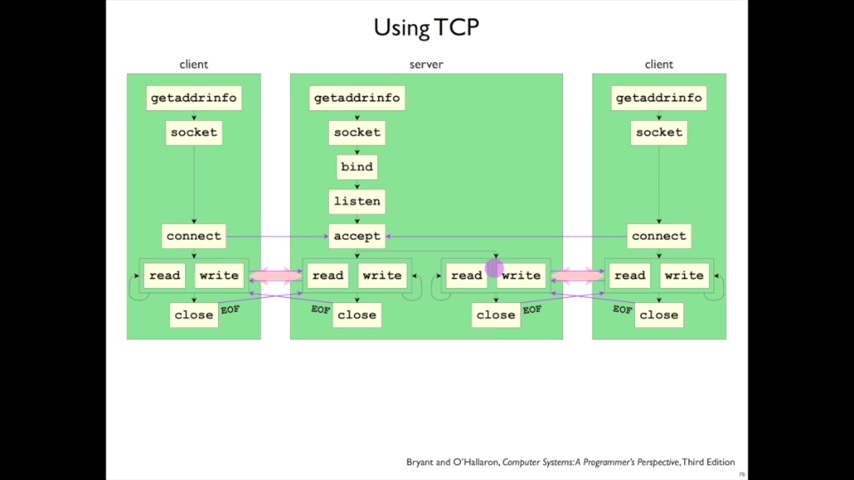 Using TCP
client server client
getaddrinfo getaddrinfo getaddrinfo
socket socket socket
bind
listen
connect accept connect
read write read write read write read write
close EOF EOF close close EOF EOF close
Bryant and O'Hallaron, Computer Systems: A Programmer's Perspective, Third Edition
76